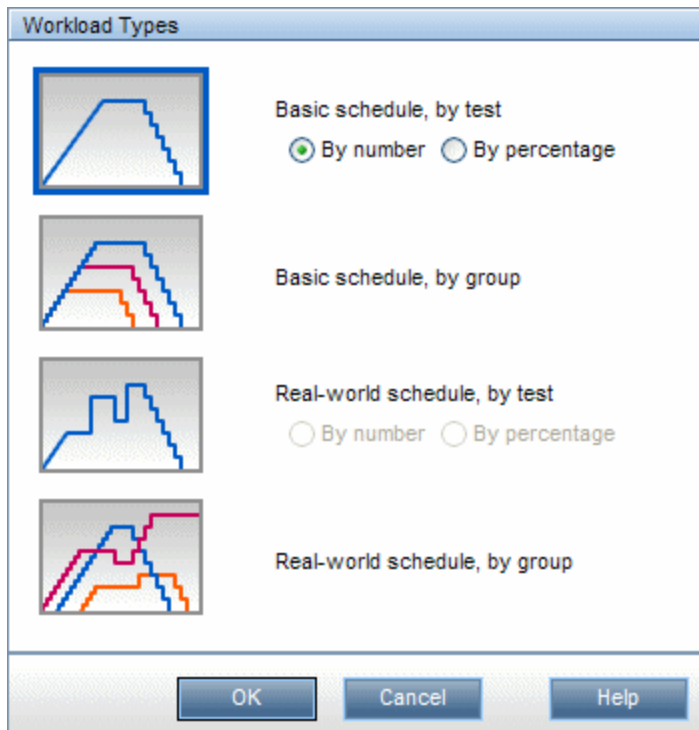 Workload Types
Basic schedule, by test
By number By percentage
Basic schedule, by group
Real-world schedule, by test
By number By percentage
Real-world schedule, by group
OK Cancel Help